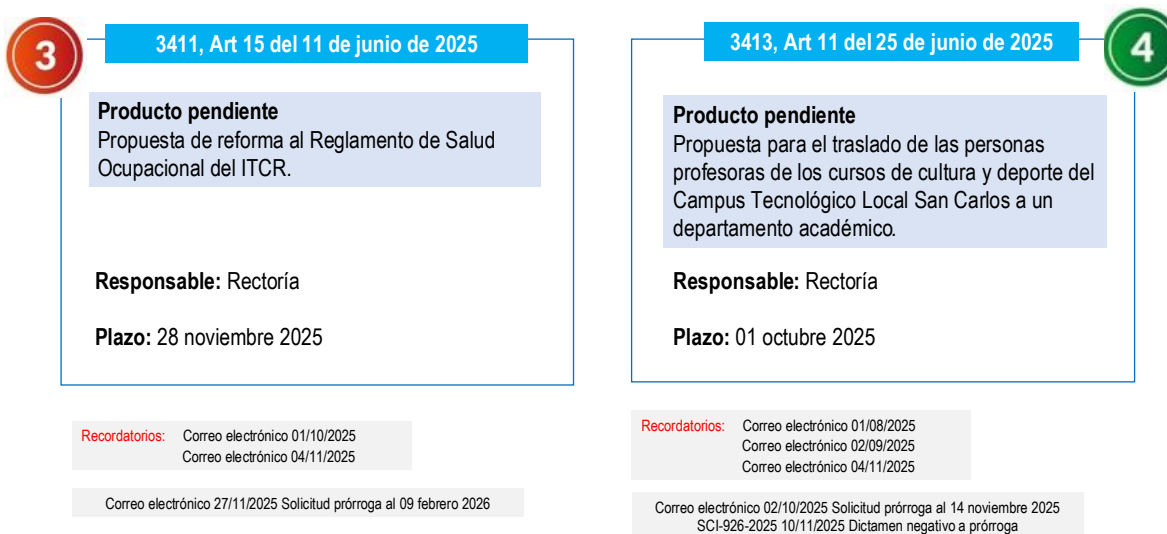 3
3411, Art 15 del 11 de junio de 2025
Producto pendiente
Propuesta de reforma al Reglamento de Salud
Ocupacional del ITCR.
Responsable: Rectoría
Plazo: 28 noviembre 2025
Recordatorios: Correo electrónico 01/10/2025
Correo electrónico 04/11/2025
Correo electrónico 27/11/2025 Solicitud prórroga al 09 febrero 2026
4
3413, Art 11 del 25 de junio de 2025
Producto pendiente
Propuesta para el traslado de las personas
profesoras de los cursos de cultura y deporte del
Campus Tecnológico Local San Carlos a un
departamento académico.
Responsable: Rectoría
Plazo: 01 octubre 2025
Recordatorios: Correo electrónico 01/08/2025
Correo electrónico 02/09/2025
Correo electrónico 04/11/2025
Correo electrónico 02/10/2025 Solicitud prórroga al 14 noviembre 2025
SCI-926-2025 10/11/2025 Dictamen negativo a prórroga